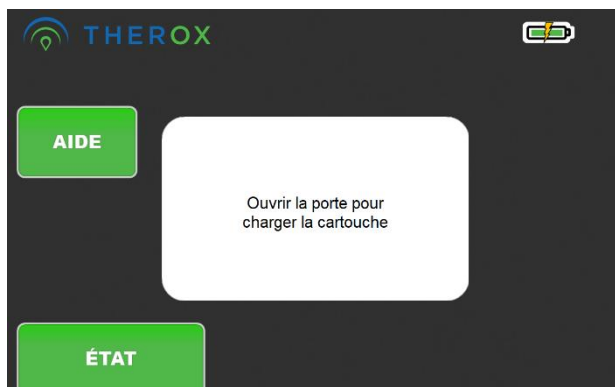 THEROX
AIDE
Ouvrir la porte pour
charger la cartouche
ÉTAT